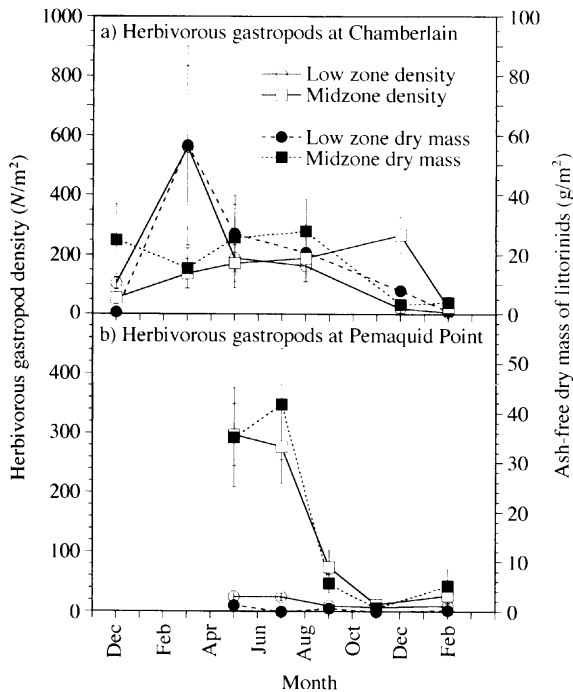 a) Herbivorous gastropods at Chamberlain
Low zone density
Midzone density
Low zone dry mass
Midzone dry mass
1000
800
600
400
200
0
100
80
60
40
20
0
b) Herbivorous gastropods at Pemaquid Point
400
300
200
100
0
50
40
30
20
10
0
Herbivorous gastropod density (N/m²)
Ash-free dry mass of littorinids (g/m²)
Dec
Feb
Apr
Jun
Aug
Oct
Dec
Feb
Month